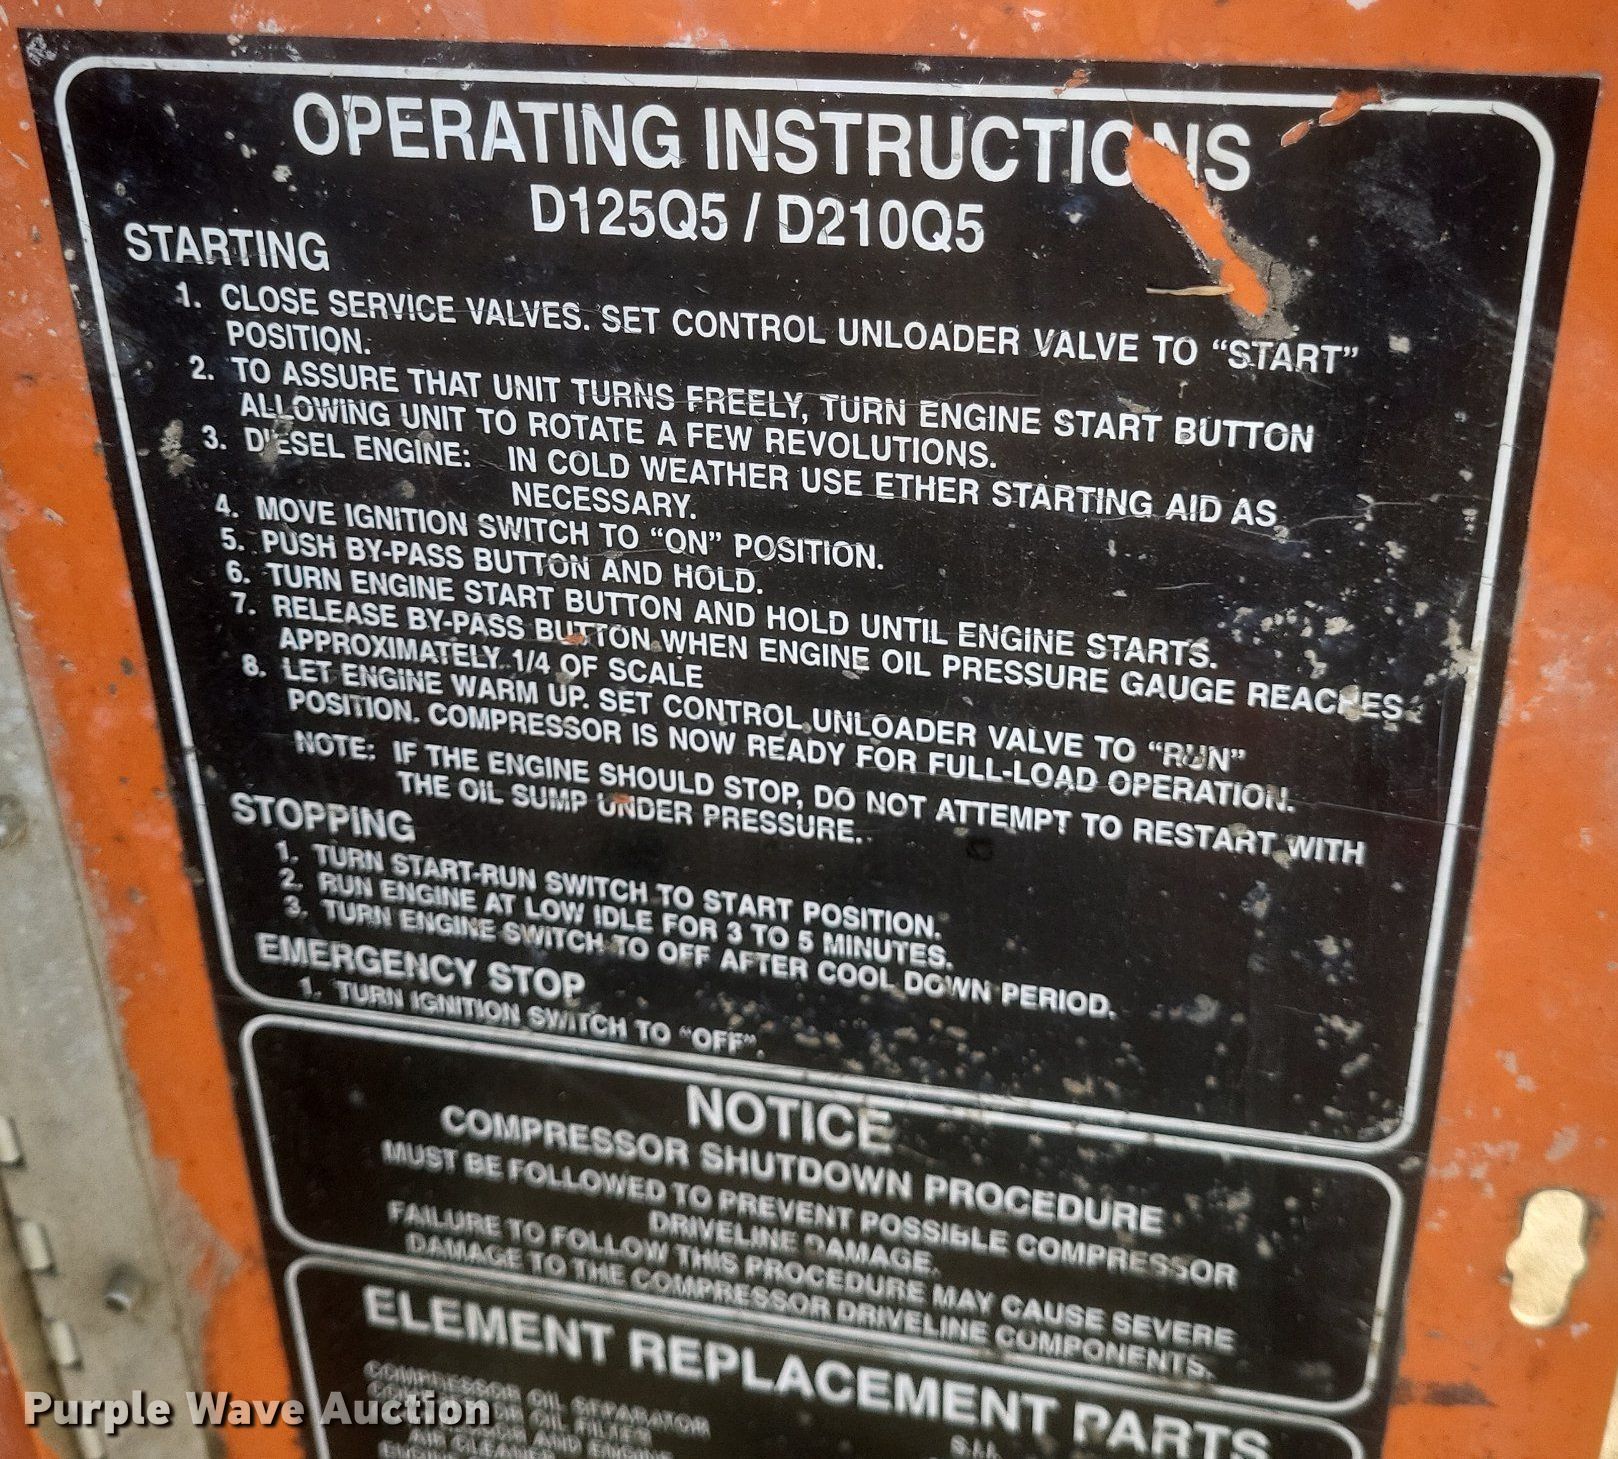 OPERATING INSTRUCTIONS
D125Q5 / D210Q5
STARTING
1. CLOSE SERVICE VALVES. SET CONTROL UNLOADER VALVE TO “START”
POSITION.
2. TO ASSURE THAT UNIT TURNS FREELY, TURN ENGINE START BUTTON
ALLOWING UNIT TO ROTATE A FEW REVOLUTIONS.
3. DIESEL ENGINE: IN COLD WEATHER USE ETHER STARTING AID AS
NECESSARY.
4. MOVE IGNITION SWITCH TO “ON” POSITION.
5. PUSH BY-PASS BUTTON AND HOLD.
6. TURN ENGINE START BUTTON AND HOLD UNTIL ENGINE STARTS.
7. RELEASE BY-PASS BUTTON WHEN ENGINE OIL PRESSURE GAUGE REACHES
APPROXIMATELY 1/4 OF SCALE
8. LET ENGINE WARM UP. SET CONTROL UNLOADER VALVE TO “RUN”
POSITION. COMPRESSOR IS NOW READY FOR FULL-LOAD OPERATION.
NOTE: IF THE ENGINE SHOULD STOP, DO NOT ATTEMPT TO RESTART WITH
THE OIL SUMP UNDER PRESSURE.
STOPPING
1. TURN START-RUN SWITCH TO START POSITION.
2. RUN ENGINE AT LOW IDLE FOR 3 TO 5 MINUTES.
3. TURN ENGINE SWITCH TO OFF AFTER COOL DOWN PERIOD.
EMERGENCY STOP
1. TURN IGNITION SWITCH TO “OFF”.
NOTICE
COMPRESSOR SHUTDOWN PROCEDURE
MUST BE FOLLOWED TO PREVENT POSSIBLE COMPRESSOR
DRIVELINE DAMAGE.
FAILURE TO FOLLOW THIS PROCEDURE MAY CAUSE SEVERE
DAMAGE TO THE COMPRESSOR DRIVELINE COMPONENTS.
ELEMENT REPLACEMENT PARTS
COMPRESSOR OIL SEPARATOR
OIL FILTER
AIR CLEANER AND ENGINE
Purple Wave Auction